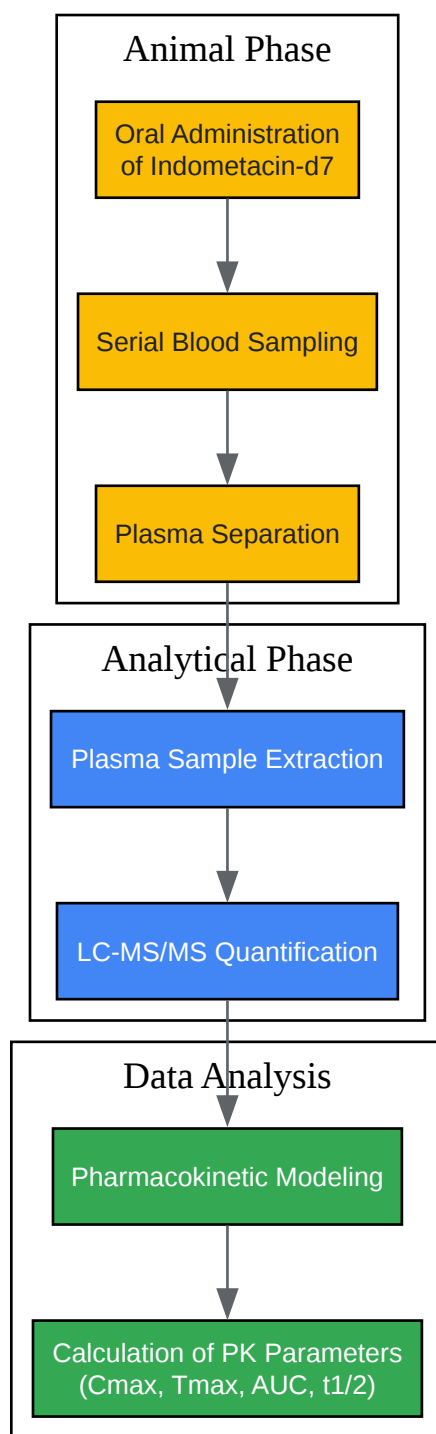 Animal Phase
Oral Administration
of Indometacin-d7
Serial Blood Sampling
Plasma Separation
Analytical Phase
Plasma Sample Extraction
LC-MS/MS Quantification
Data Analysis
Pharmacokinetic Modeling
Calculation of PK Parameters
(Cmax, Tmax, AUC, t1/2)